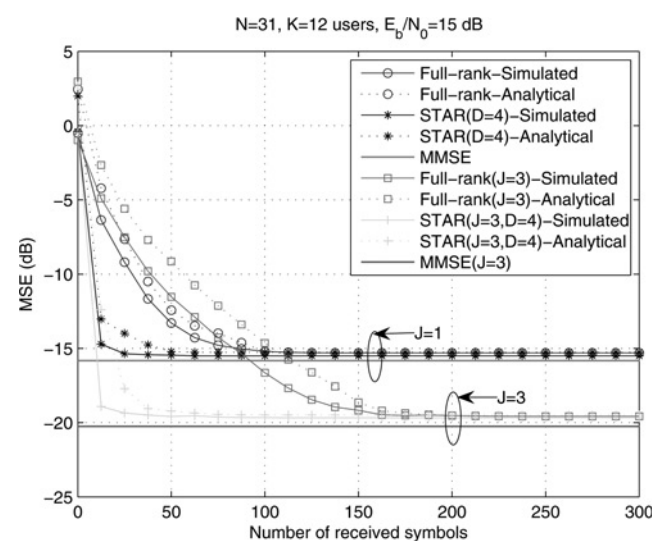 N=31, K=12 users, E_b/N_0=15 dB
5
0
−5
−10
−15
−20
−25
MSE (dB)
Full-rank-Simulated
Full-rank-Analytical
STAR(D=4)-Simulated
STAR(D=4)-Analytical
MMSE
Full-rank(J=3)-Simulated
Full-rank(J=3)-Analytical
STAR(J=3,D=4)-Simulated
STAR(J=3,D=4)-Analytical
MMSE(J=3)
J=1
J=3
0 50 100 150 200 250 300
Number of received symbols